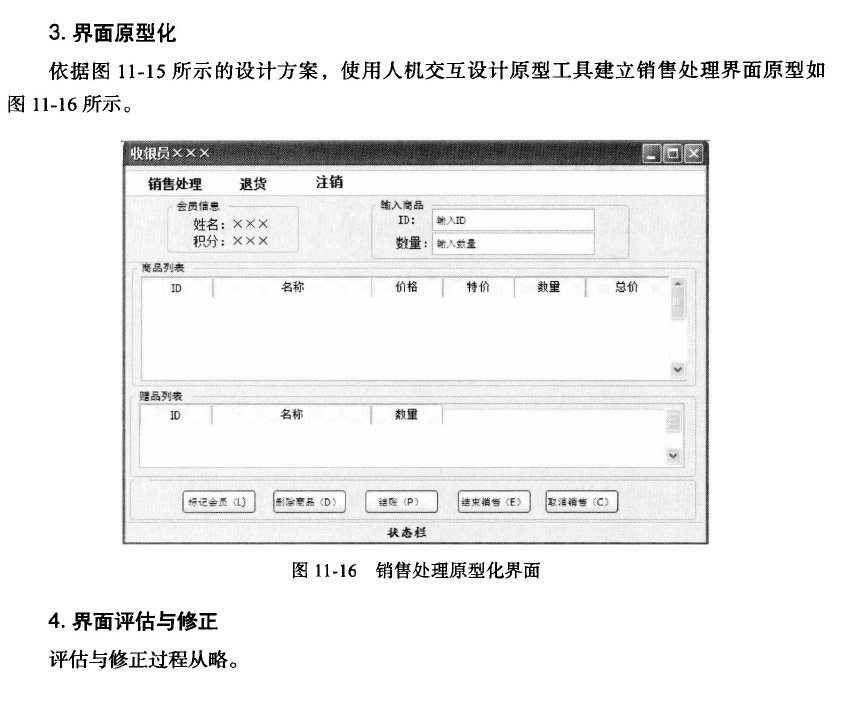 3. 界面原型化
依据图 11-15 所示的设计方案，使用人机交互设计原型工具建立销售处理界面原型如
图 11-16 所示。
收银员×××
销售处理 退货 注销
会员信息 输入商品
姓名：××× ID： 输入ID
积分：××× 数量： 输入数量
商品列表
ID 名称 价格 特价 数量 总价
赠品列表
ID 名称 数量
标记会员（L） 删除商品（D） 结账（P） 结束销售（E） 取消销售（C）
状态栏
图 11-16 销售处理原型化界面
4. 界面评估与修正
评估与修正过程从略。